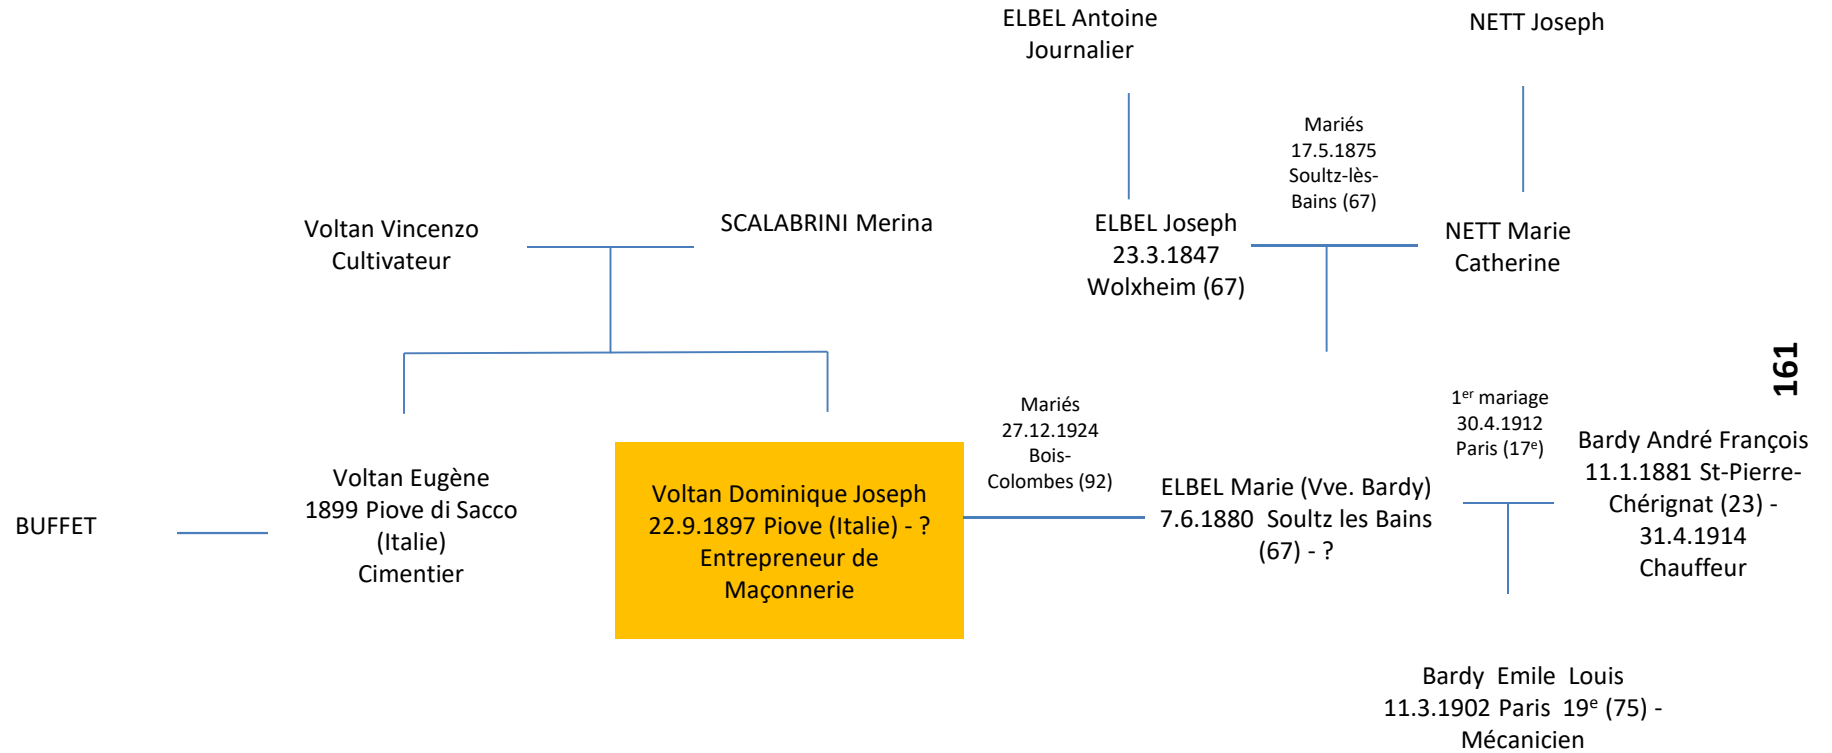 ELBEL Antoine
Journalier
NETT Joseph
Mariés
17.5.1875
Soultz-lès-
Bains (67)
Voltan Vincenzo
Cultivateur
SCALABRINI Merina
ELBEL Joseph
23.3.1847
Wolxheim (67)
NETT Marie
Catherine
161
BUFFET
Voltan Eugène
1899 Piove di Sacco
(Italie)
Cimentier
Voltan Dominique Joseph
22.9.1897 Piove (Italie) - ?
Entrepreneur de
Maçonnerie
Mariés
27.12.1924
Bois-
Colombes (92)
ELBEL Marie (Vve. Bardy)
7.6.1880  Soultz les Bains
(67) - ?
1er mariage
30.4.1912
Paris (17e)
Bardy André François
11.1.1881 St-Pierre-
Chérignat (23) -
31.4.1914
Chauffeur
Bardy  Emile  Louis
11.3.1902 Paris  19e (75) -
Mécanicien